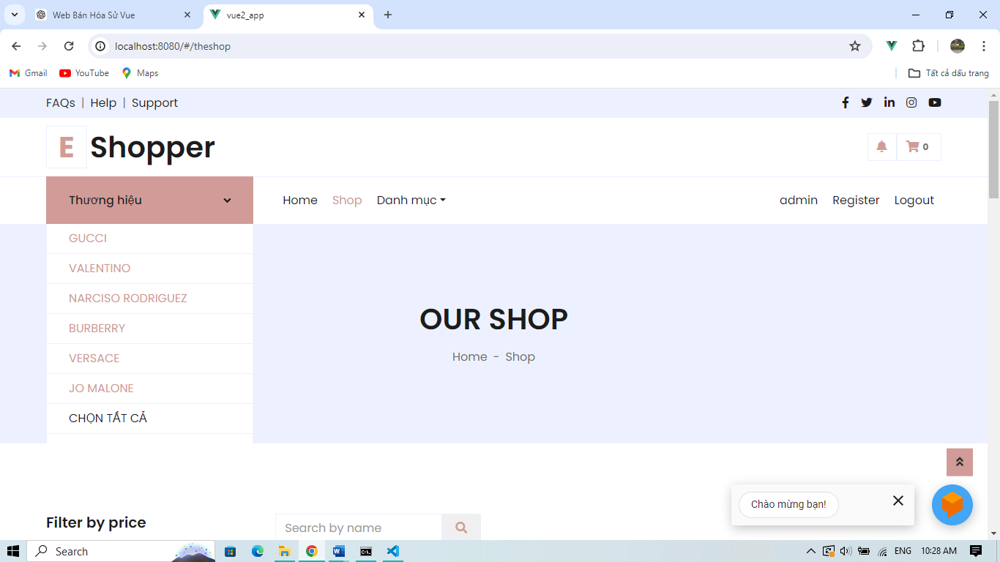 Web Bán Hóa Sử Vue
vue2_app
localhost:8080/#/theshop
Gmail YouTube Maps Tất cả dấu trang
FAQs | Help | Support
E Shopper 0
Thương hiệu Home Shop Danh mục admin Register Logout
GUCCI
VALENTINO
NARCISO RODRIGUEZ
BURBERRY
VERSACE
JO MALONE
CHỌN TẤT CẢ
OUR SHOP
Home - Shop
Chào mừng bạn!
Filter by price Search by name
Search ENG 10:28 AM